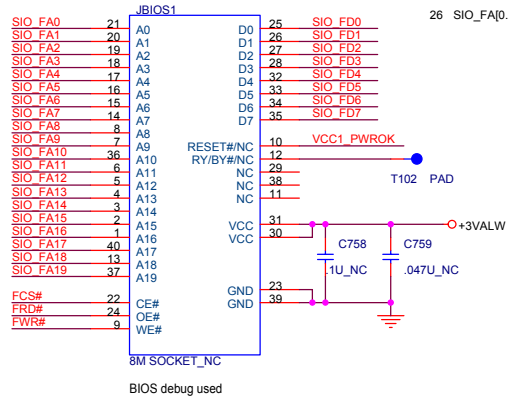 JBIOS1
26 SIO_FA[0.
SIO_FA0 21 A0 D0 25 SIO_FD0
SIO_FA1 20 A1 D1 26 SIO_FD1
SIO_FA2 19 A2 D2 27 SIO_FD2
SIO_FA3 18 A3 D3 28 SIO_FD3
SIO_FA4 17 A4 D4 32 SIO_FD4
SIO_FA5 16 A5 D5 33 SIO_FD5
SIO_FA6 15 A6 D6 34 SIO_FD6
SIO_FA7 14 A7 D7 35 SIO_FD7
SIO_FA8 8 A8
SIO_FA9 7 A9 RESET#/NC 10 VCC1_PWROK
SIO_FA10 36 A10 RY/BY#/NC 12
SIO_FA11 6 A11 NC 29
T102 PAD
SIO_FA12 5 A12 NC 38
SIO_FA13 4 A13 NC 11
SIO_FA14 3 A14
SIO_FA15 2 A15 VCC 31 +3VALW
SIO_FA16 1 A16 VCC 30
SIO_FA17 40 A17 C758 C759
SIO_FA18 13 A18
SIO_FA19 37 A19 .1U_NC .047U_NC
GND 23
FCS# 22 CE# GND 39
FRD# 24 OE#
FWR# 9 WE#
8M SOCKET_NC
BIOS debug used